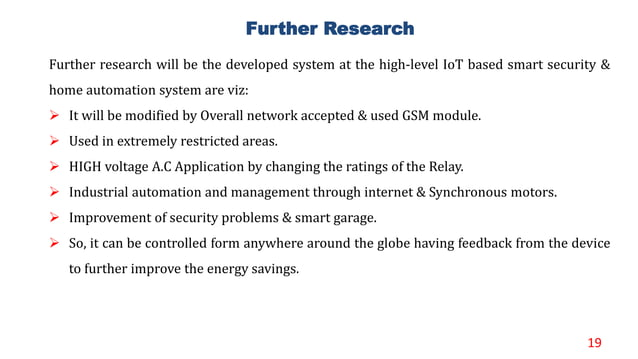 Further Research
Further research will be the developed system at the high-level IoT based smart security &
home automation system are viz:
➢ It will be modified by Overall network accepted & used GSM module.
➢ Used in extremely restricted areas.
➢ HIGH voltage A.C Application by changing the ratings of the Relay.
➢ Industrial automation and management through internet & Synchronous motors.
➢ Improvement of security problems & smart garage.
➢ So, it can be controlled form anywhere around the globe having feedback from the device
to further improve the energy savings.
19